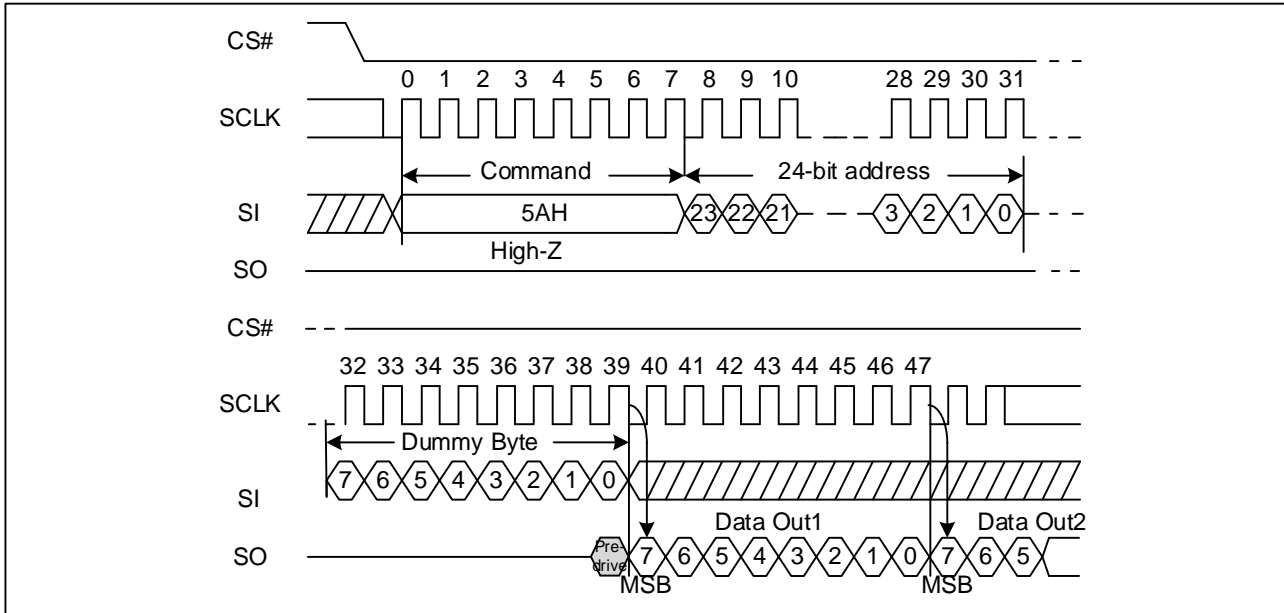 CS#
0 1 2 3 4 5 6 7 8 9 10 28 29 30 31
SCLK
Command 24-bit address
SI 5AH 23 22 21 3 2 1 0
High-Z
SO
CS#
32 33 34 35 36 37 38 39 40 41 42 43 44 45 46 47
SCLK
Dummy Byte
7 6 5 4 3 2 1 0
SI
Data Out1 Data Out2
SO Pre-drive 7 6 5 4 3 2 1 0 7 6 5
MSB MSB